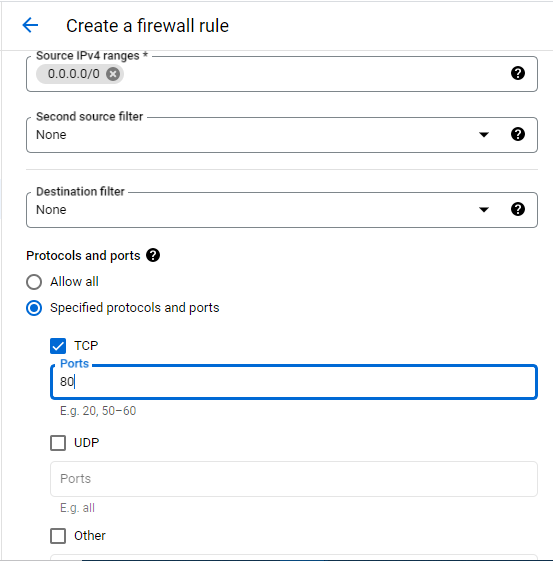 Create a firewall rule
Source IPv4 ranges *
0.0.0.0/0
Second source filter
None
Destination filter
None
Protocols and ports
Allow all
Specified protocols and ports
TCP
Ports
80
E.g. 20, 50–60
UDP
Ports
E.g. all
Other